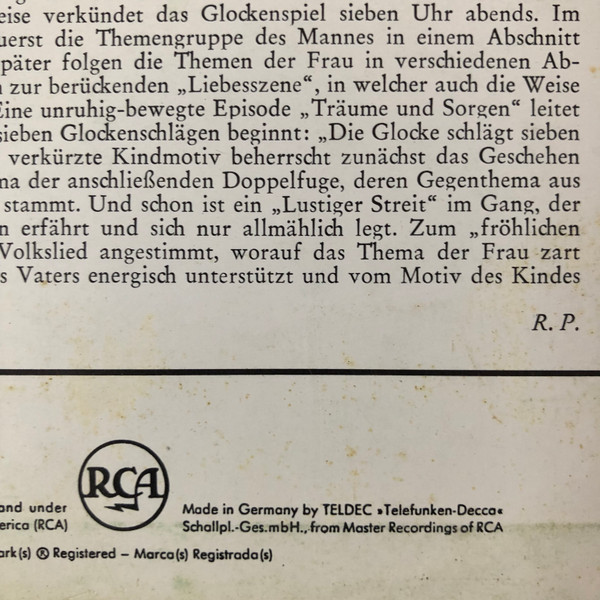 eise verkündet das Glockenspiel sieben Uhr abends. Im
uerst die Themengruppe des Mannes in einem Abschnitt
päter folgen die Themen der Frau in verschiedenen Ab-
n zur berückenden „Liebesszene“, in welcher auch die Weise
Eine unruhig-bewegte Episode „Träume und Sorgen“ leitet
sieben Glockenschlägen beginnt: „Die Glocke schlägt sieben
verkürzte Kindmotiv beherrscht zunächst das Geschehen
na der anschließenden Doppelfuge, deren Gegenthema aus
stammt. Und schon ist ein „Lustiger Streit“ im Gang, der
n erfährt und sich nur allmählich legt. Zum „fröhlichen
Volkslied angestimmt, worauf das Thema der Frau zart
s Vaters energisch unterstützt und vom Motiv des Kindes
R. P.
RCA
and under
erica (RCA)
Made in Germany by TELDEC »Telefunken-Decca«
Schallpl.-Ges.mbH., from Master Recordings of RCA
ark(s) ® Registered – Marca(s) Registrada(s)